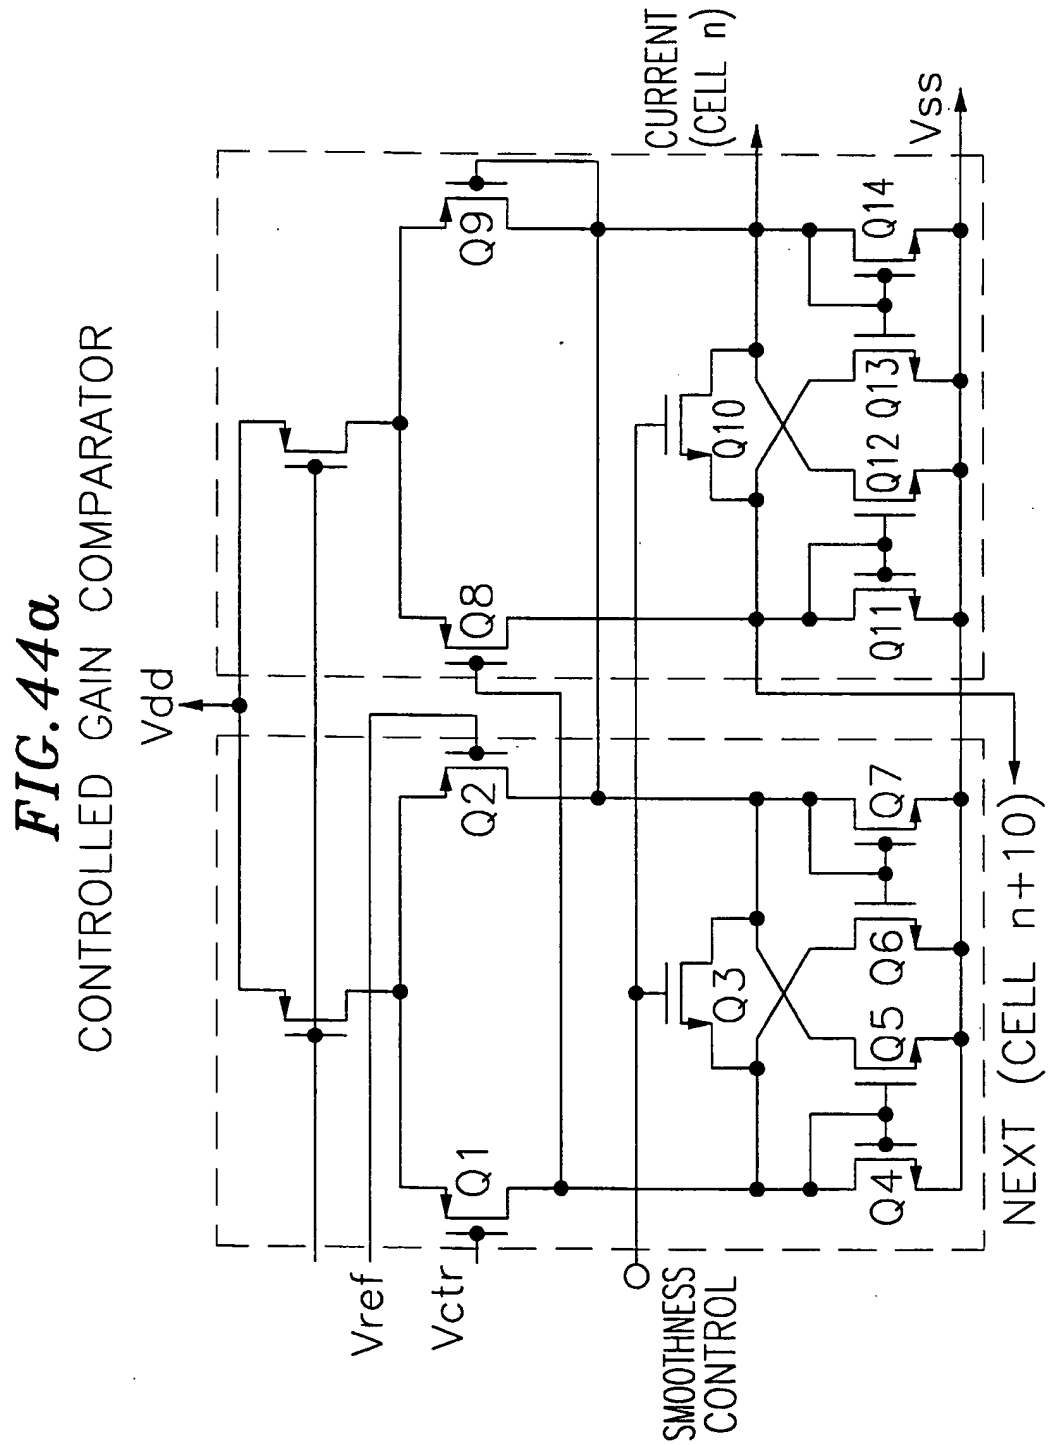 FIG.44a
CONTROLLED GAIN COMPARATOR
Vdd
Vref
Vctr
Q1
Q2
Q8
Q9
SMOOTHNESS
CONTROL
Q3
Q10
CURRENT
(CELL n)
Q4
Q5
Q6
Q7
Q11
Q12
Q13
Q14
Vss
NEXT (CELL n+10)